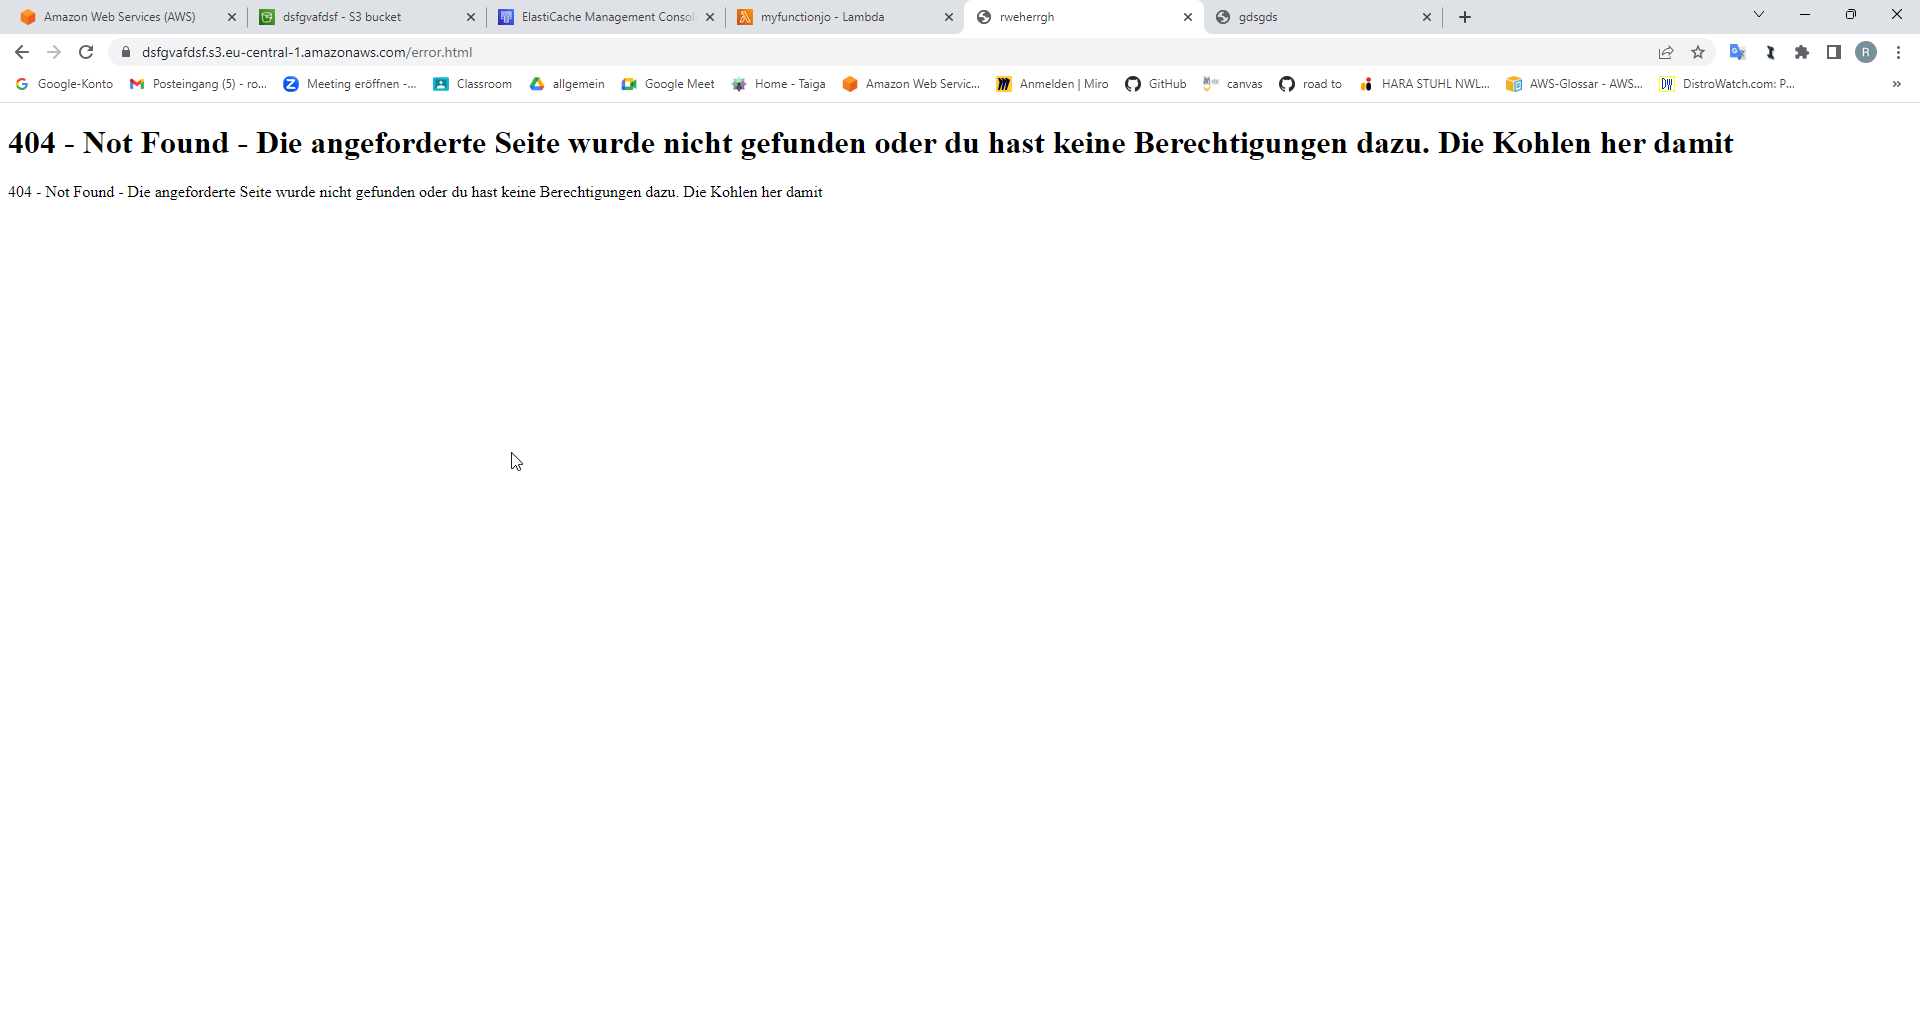 Amazon Web Services (AWS)
dsfgvafdsf - S3 bucket
ElastiCache Management Consol
myfunctionjo - Lambda
rweherrgh
gdsgds
dsfgvafdsf.s3.eu-central-1.amazonaws.com/error.html
R
Google-Konto
Posteingang (5) - ro...
Meeting eröffnen -...
Classroom
allgemein
Google Meet
Home - Taiga
Amazon Web Servic...
Anmelden | Miro
GitHub
canvas
road to
HARA STUHL NWL...
AWS-Glossar - AWS...
DistroWatch.com: P...
404 - Not Found - Die angeforderte Seite wurde nicht gefunden oder du hast keine Berechtigungen dazu. Die Kohlen her damit
404 - Not Found - Die angeforderte Seite wurde nicht gefunden oder du hast keine Berechtigungen dazu. Die Kohlen her damit